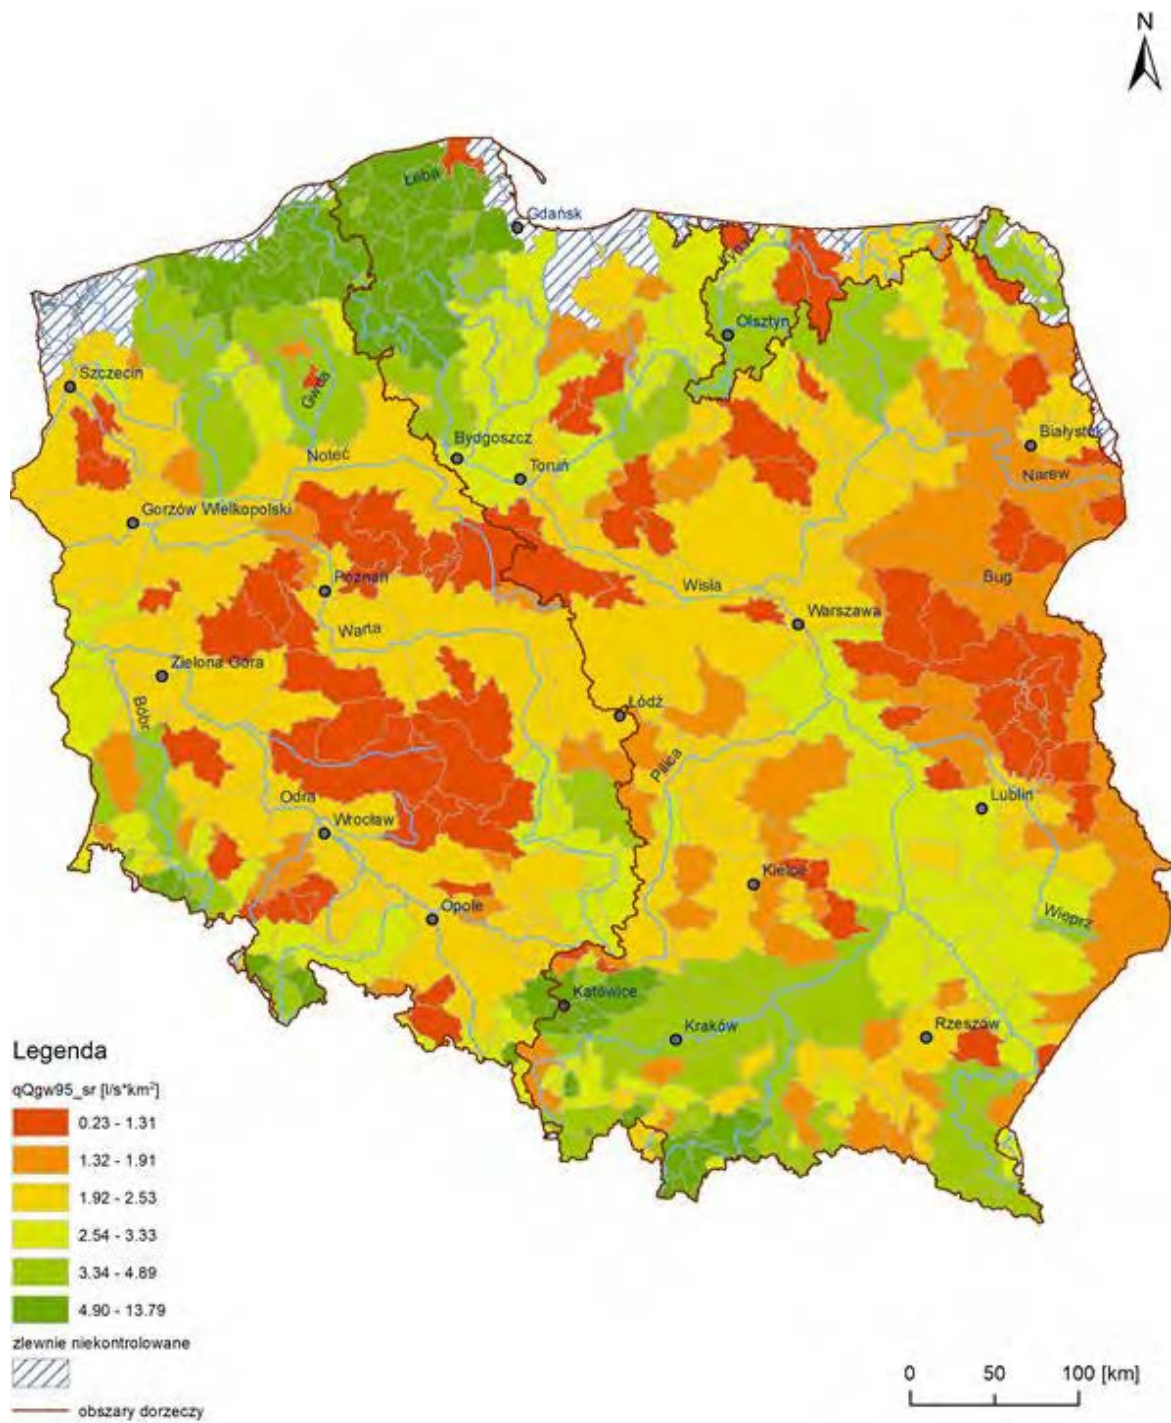 N
Łeba
Gdańsk
Olsztyn
Szczecin
Gwda
Bydgoszcz
Białystok
Noteć
Toruń
Narew
Gorzów Wielkopolski
Bug
Poznań
Wisła
Warszawa
Warta
Zielona Góra
Bóbr
Łódź
Pilica
Odra
Lublin
Wrocław
Kielce
Opole
Wieprz
Katowice
Kraków
Rzeszów
Legenda
qQgw95_sr [l/s*km²]
0.23 - 1.31
1.32 - 1.91
1.92 - 2.53
2.54 - 3.33
3.34 - 4.89
4.90 - 13.79
zlewnie niekontrolowane
0 50 100 [km]
obszary dorzeczy